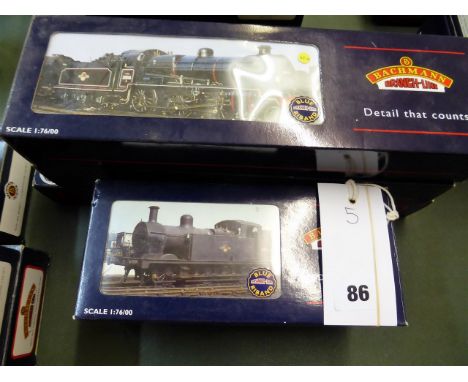 BACHMANN
BRANCH-LINE
Detail that counts
BLUE
RIBAND
SCALE 1:76/00
5
86
BLUE
RIBAND
SCALE 1:76/00